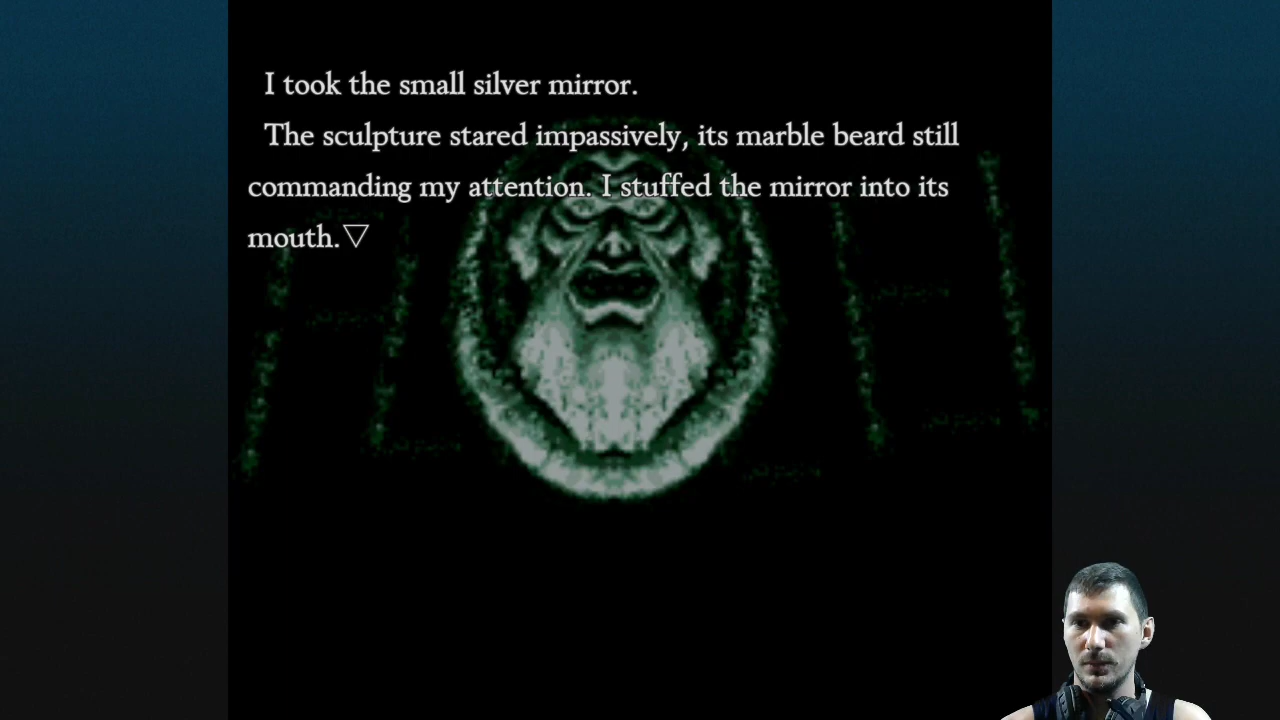 I took the small silver mirror.
The sculpture stared impassively, its marble beard still
commanding my attention. I stuffed the mirror into its
mouth.▽